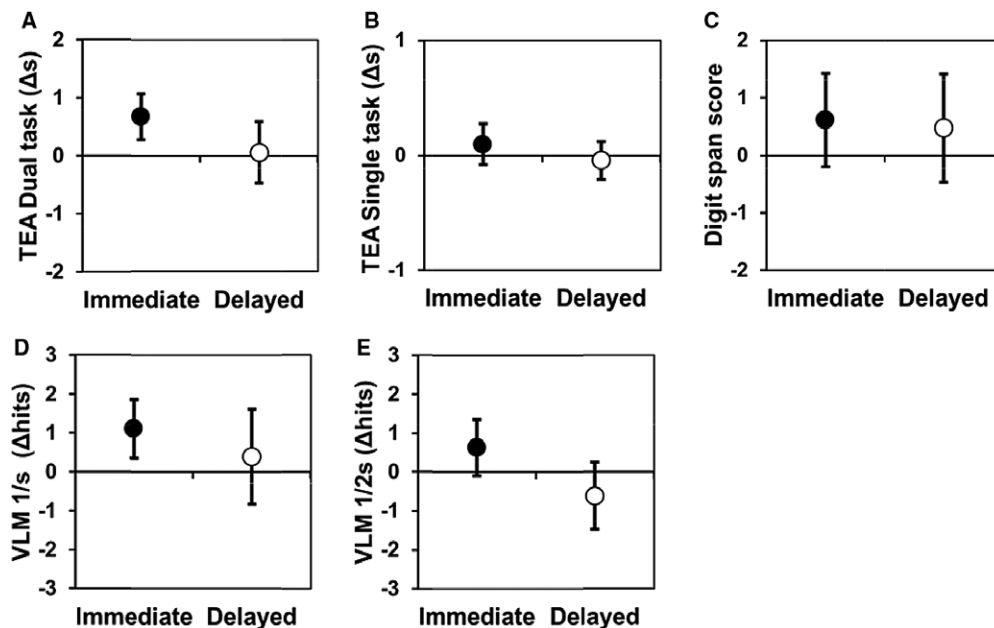 A
TEA Dual task (Δs)
2
1
0
-1
-2
Immediate Delayed
B
TEA Single task (Δs)
1
0
-1
Immediate Delayed
C
Digit span score
2
1
0
-1
-2
Immediate Delayed
D
VLM 1/s (Δhits)
3
2
1
0
-1
-2
-3
Immediate Delayed
E
VLM 1/2s (Δhits)
3
2
1
0
-1
-2
-3
Immediate Delayed